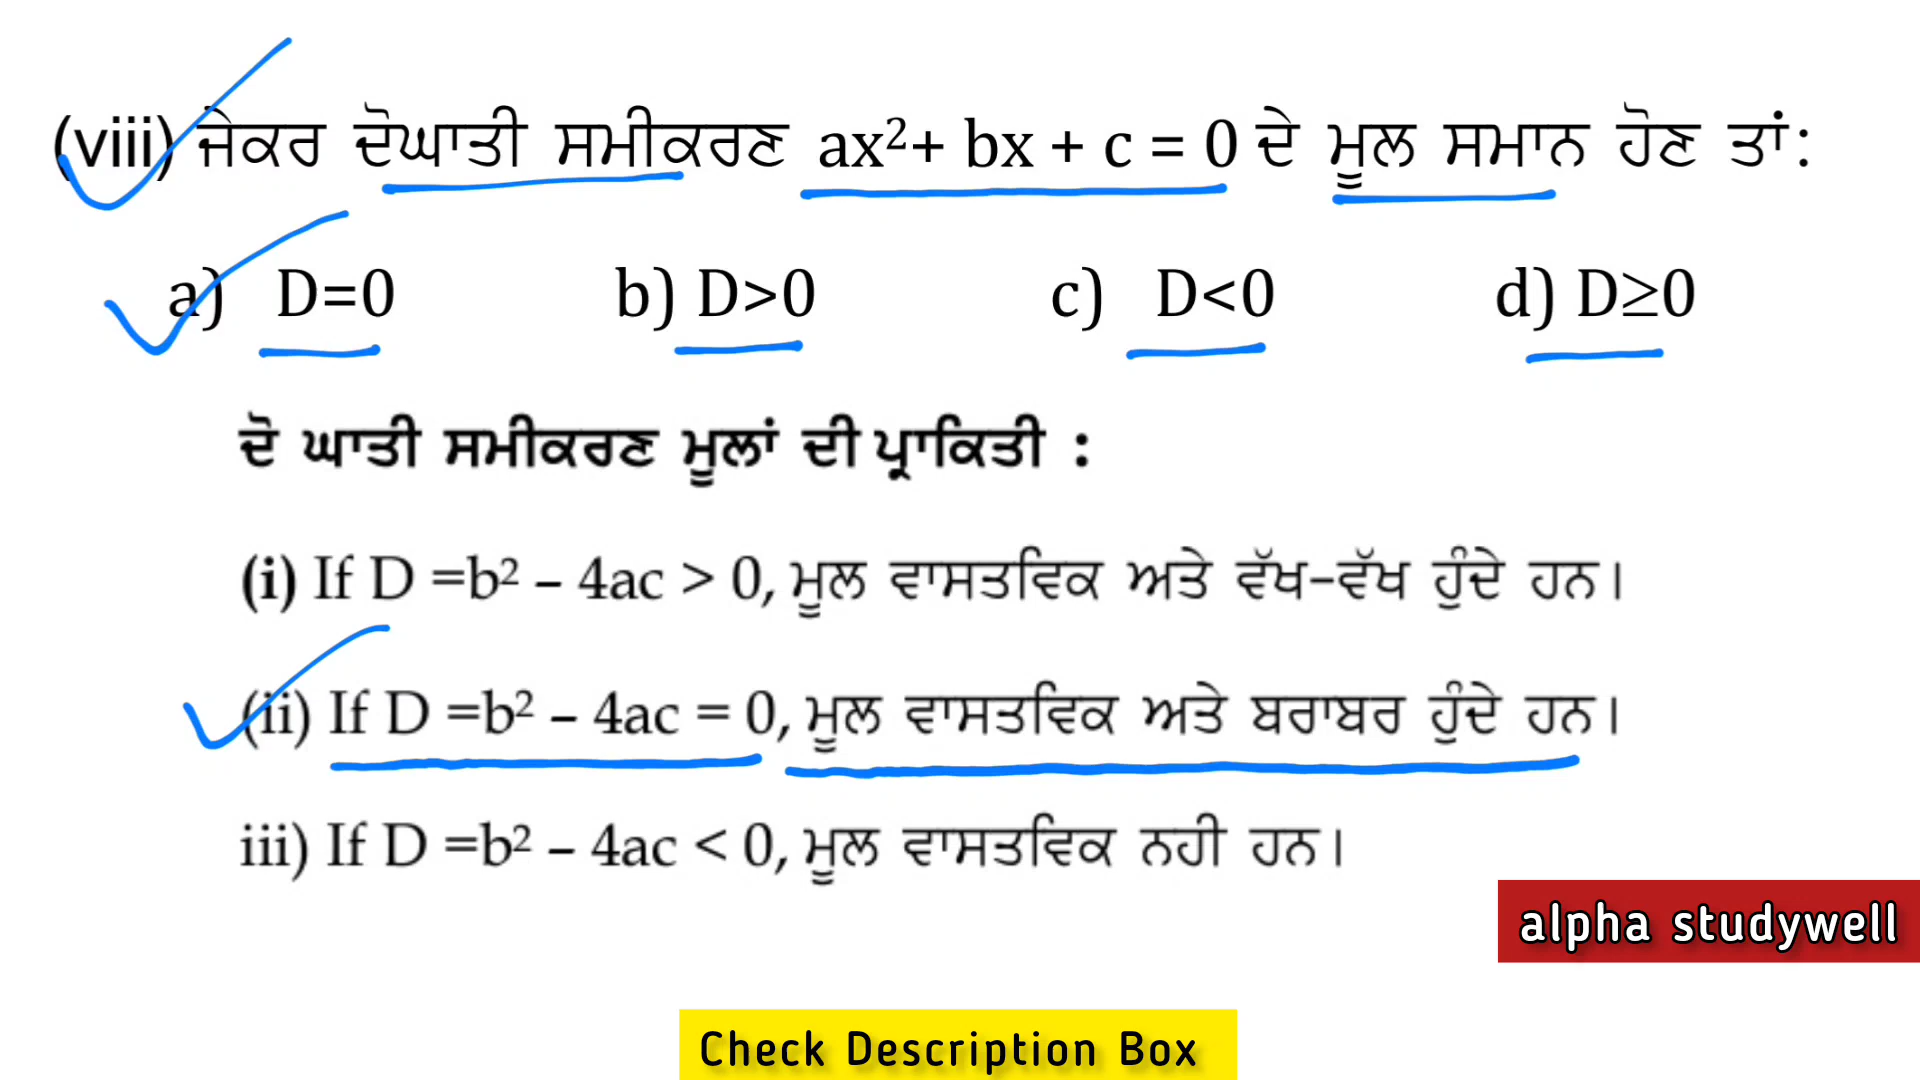 (viii) ਜੇਕਰ ਦੋਘਾਤੀ ਸਮੀਕਰਣ ax²+ bx + c = 0 ਦੇ ਮੂਲ ਸਮਾਨ ਹੋਣ ਤਾਂ:
a) D=0 b) D>0 c) D<0 d) D≥0
ਦੋ ਘਾਤੀ ਸਮੀਕਰਣ ਮੂਲਾਂ ਦੀ ਪ੍ਰਾਕਿਤੀ :
(i) If D =b² – 4ac > 0, ਮੂਲ ਵਾਸਤਵਿਕ ਅਤੇ ਵੱਖ-ਵੱਖ ਹੁੰਦੇ ਹਨ।
(ii) If D =b² – 4ac = 0, ਮੂਲ ਵਾਸਤਵਿਕ ਅਤੇ ਬਰਾਬਰ ਹੁੰਦੇ ਹਨ।
iii) If D =b² – 4ac < 0, ਮੂਲ ਵਾਸਤਵਿਕ ਨਹੀ ਹਨ।
alpha studywell
Check Description Box